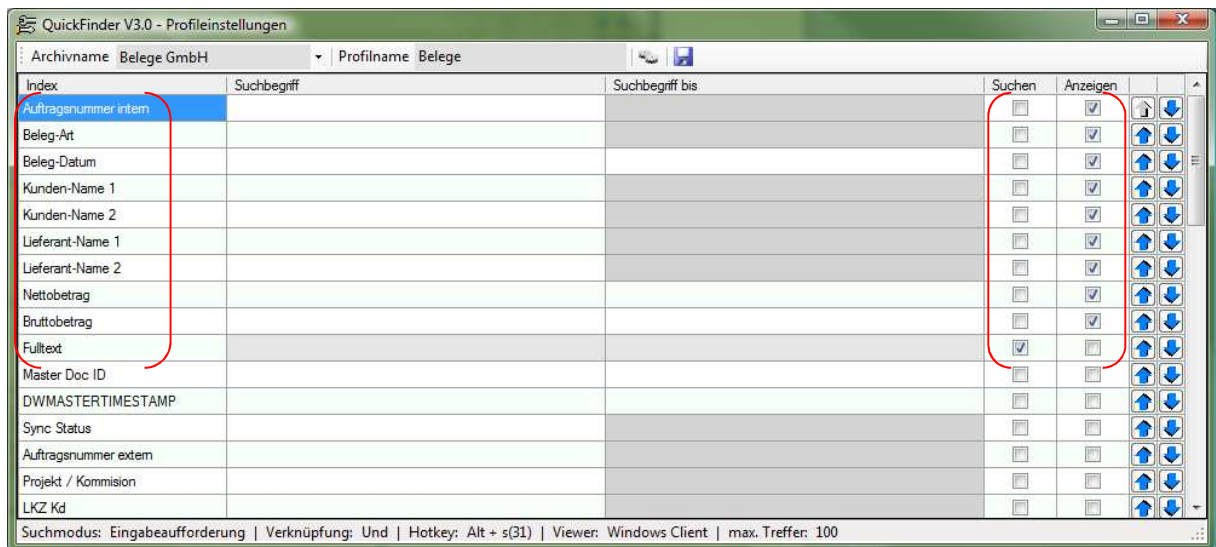 QuickFinder V3.0 - Profileinstellungen
Archivname Belege GmbH Profilname Belege
Index Suchbegriff Suchbegriff bis Suchen Anzeigen
Auftragsnummer intern
Beleg-Art
Beleg-Datum
Kunden-Name 1
Kunden-Name 2
Lieferant-Name 1
Lieferant-Name 2
Nettobetrag
Bruttobetrag
Fulltext
Master Doc ID
DWMASTERTIMESTAMP
Sync Status
Auftragsnummer extern
Projekt / Kommision
LKZ Kd
Suchmodus: Eingabeaufforderung | Verknüpfung: Und | Hotkey: Alt + s(31) | Viewer: Windows Client | max. Treffer: 100